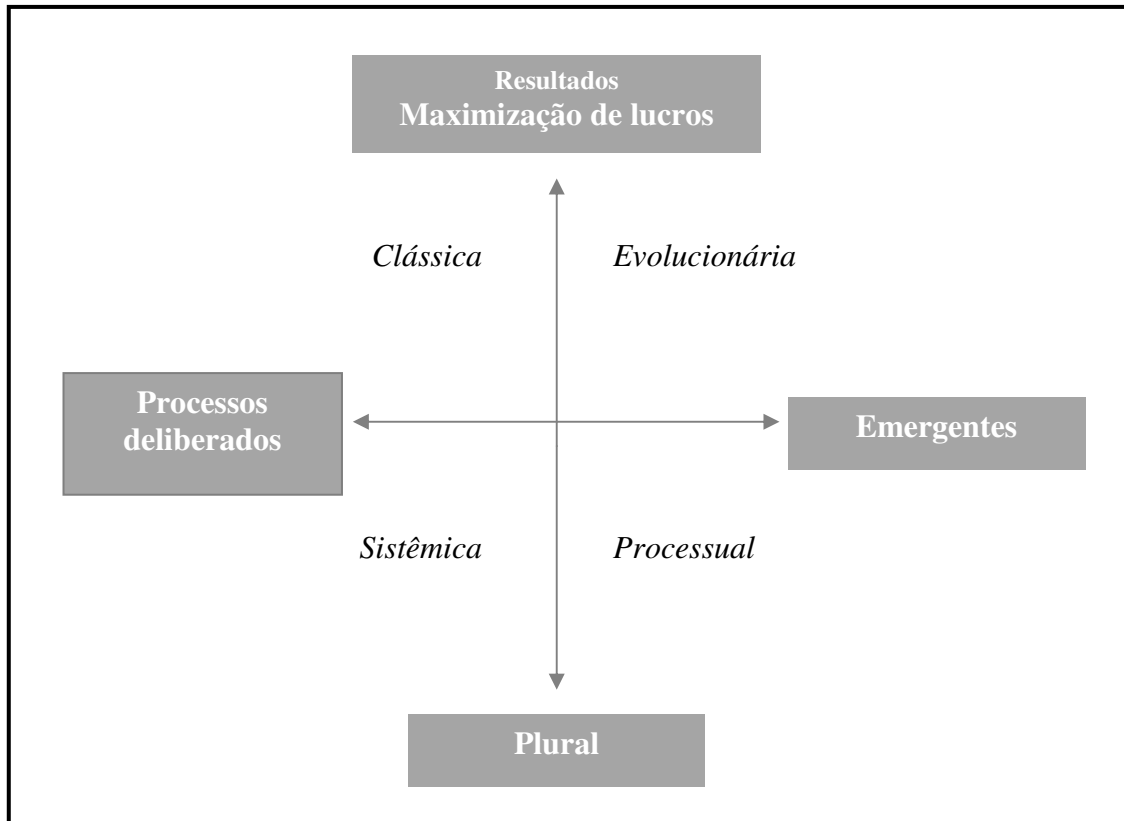 Resultados
Maximização de lucros
Clássica
Evolucionária
Processos
deliberados
Emergentes
Sistêmica
Processual
Plural